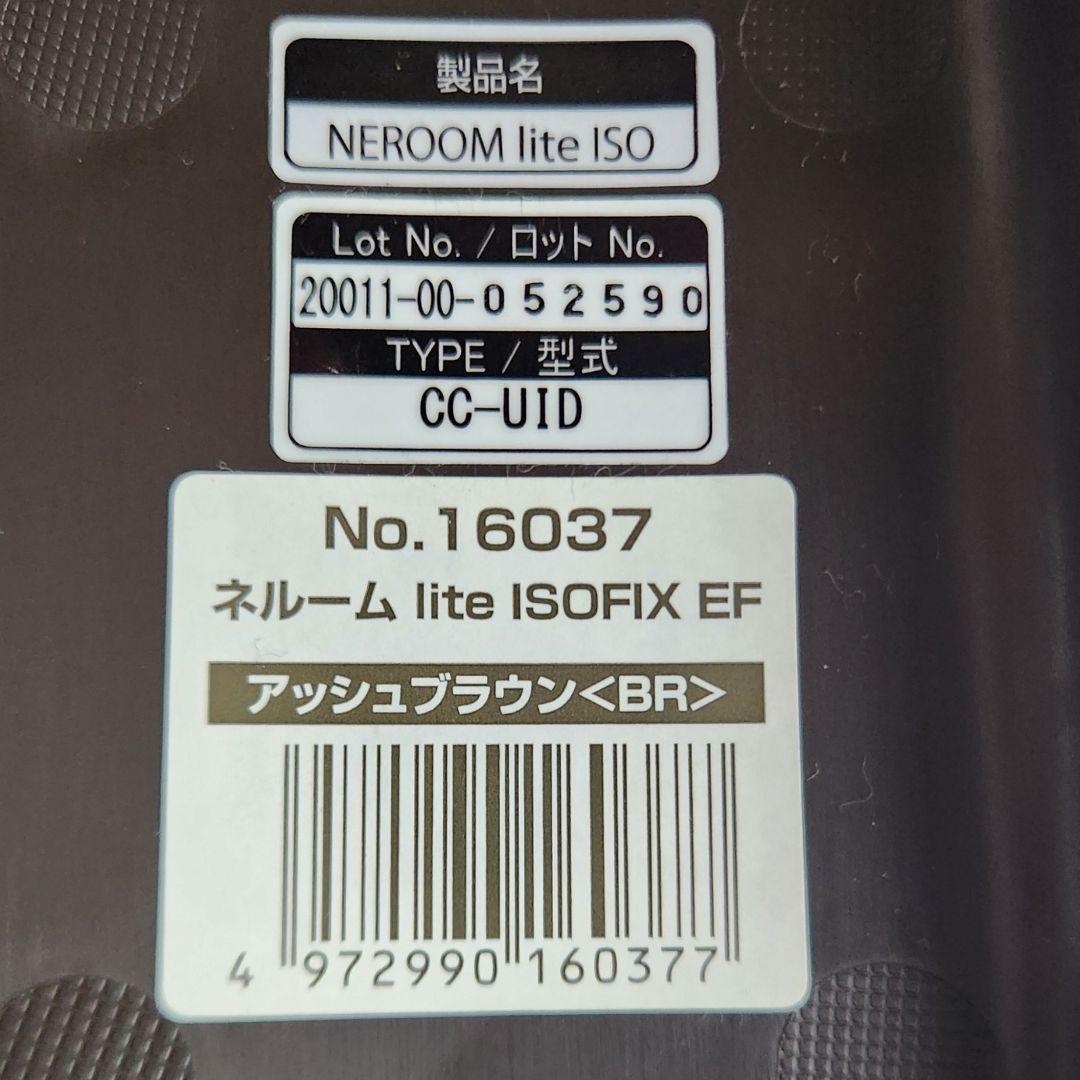 製品名
NEROOM lite ISO
Lot No. / ロット No.
20011-00-052590
TYPE / 型式
CC-UID
No.16037
ネルーム lite ISOFIX EF
アッシュブラウン<BR>
4 972990 160377